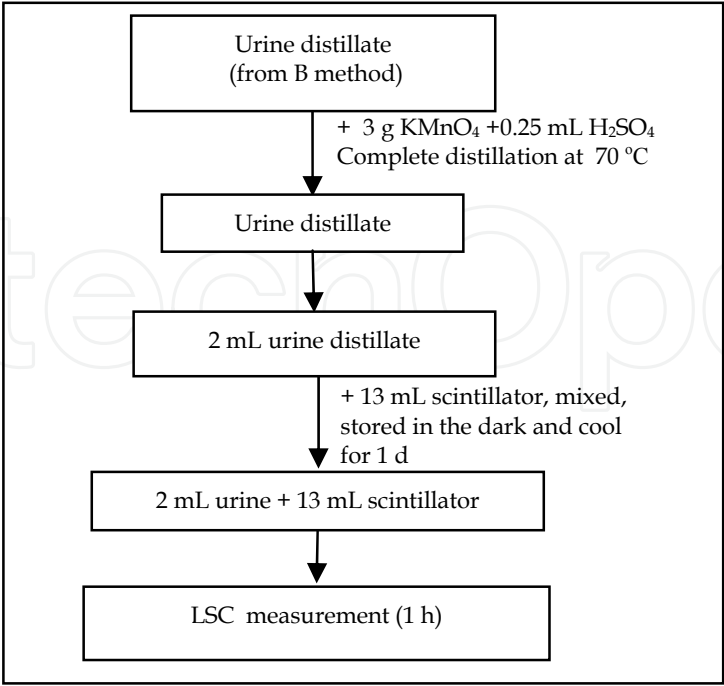 Urine distillate
(from B method)
+ 3 g KMnO₄ +0.25 mL H₂SO₄
Complete distillation at 70 ºC
Urine distillate
2 mL urine distillate
+ 13 mL scintillator, mixed,
stored in the dark and cool
for 1 d
2 mL urine + 13 mL scintillator
LSC measurement (1 h)